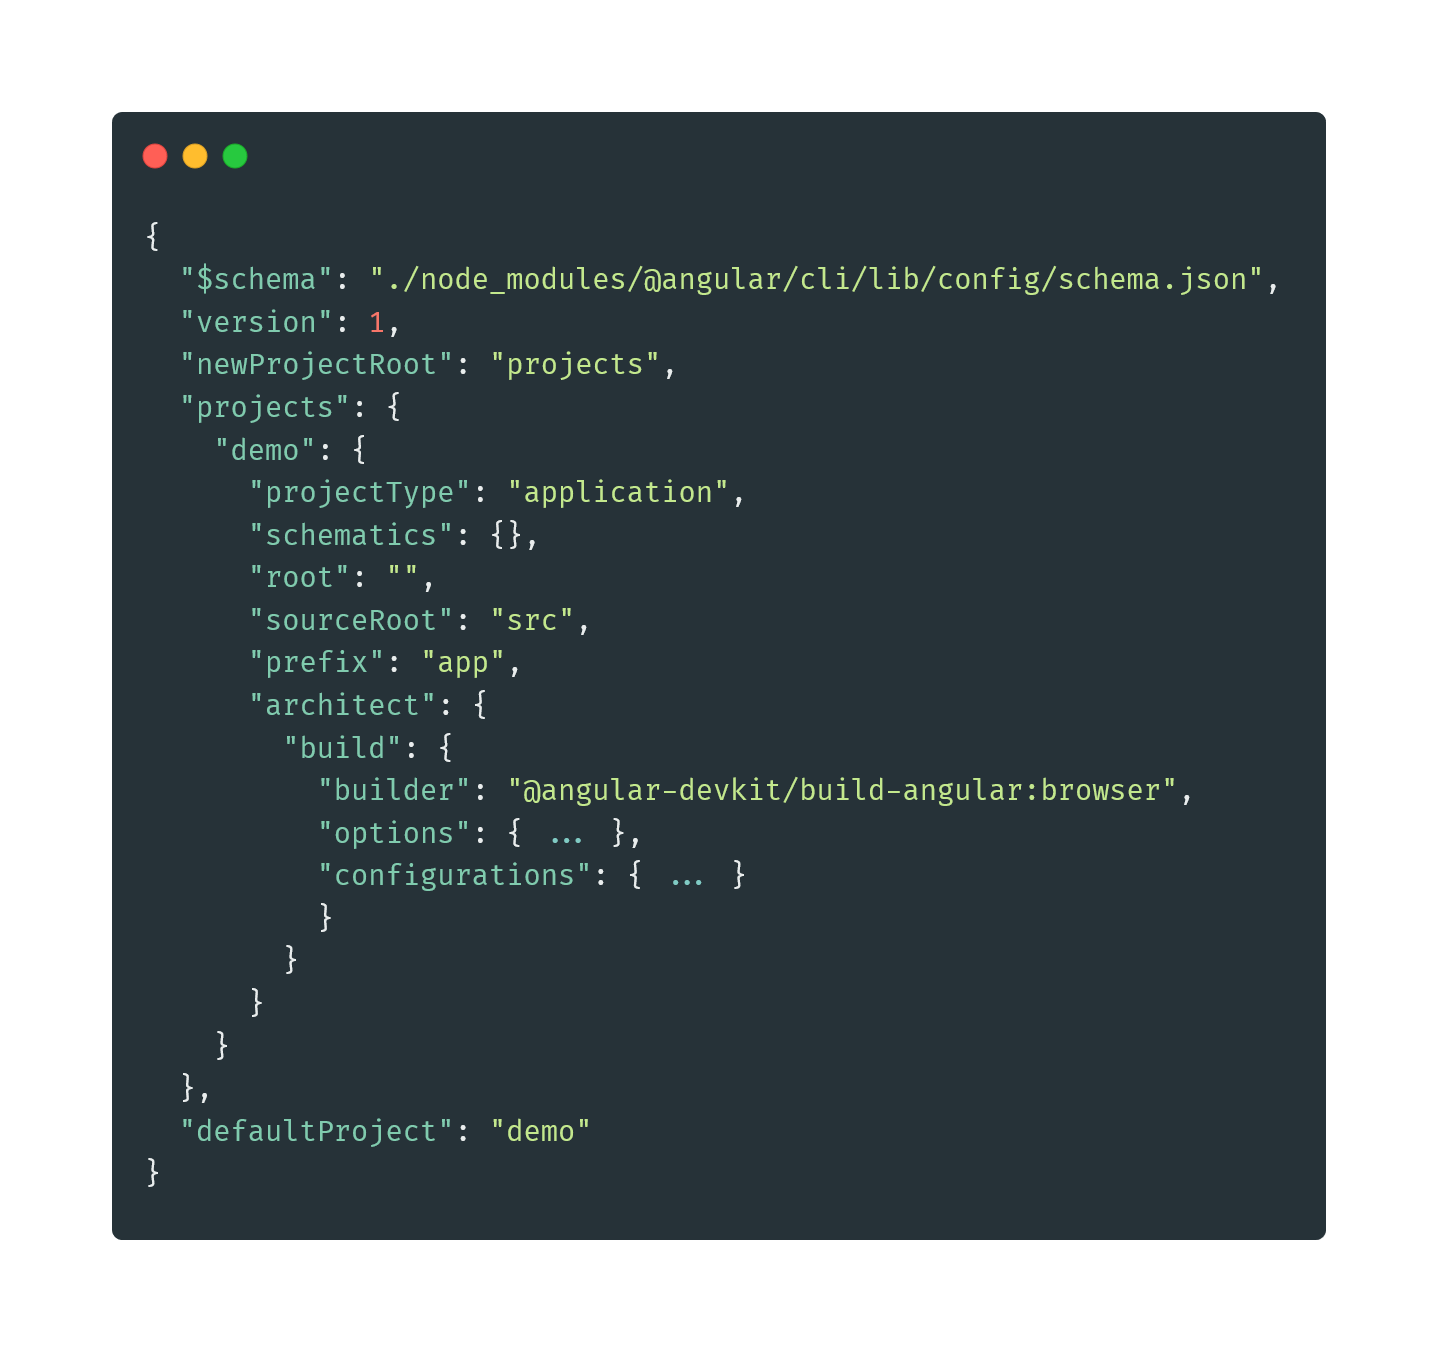 {
  "$schema": "./node_modules/@angular/cli/lib/config/schema.json",
  "version": 1,
  "newProjectRoot": "projects",
  "projects": {
    "demo": {
      "projectType": "application",
      "schematics": {},
      "root": "",
      "sourceRoot": "src",
      "prefix": "app",
      "architect": {
        "build": {
          "builder": "@angular-devkit/build-angular:browser",
          "options": { ... },
          "configurations": { ... }
          }
        }
      }
    }
  },
  "defaultProject": "demo"
}